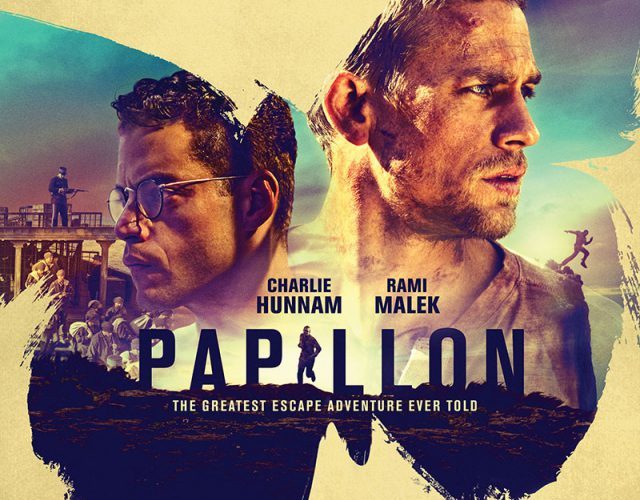 CHARLIE HUNNAM
RAMI MALEK
PAPILLON
THE GREATEST ESCAPE ADVENTURE EVER TOLD